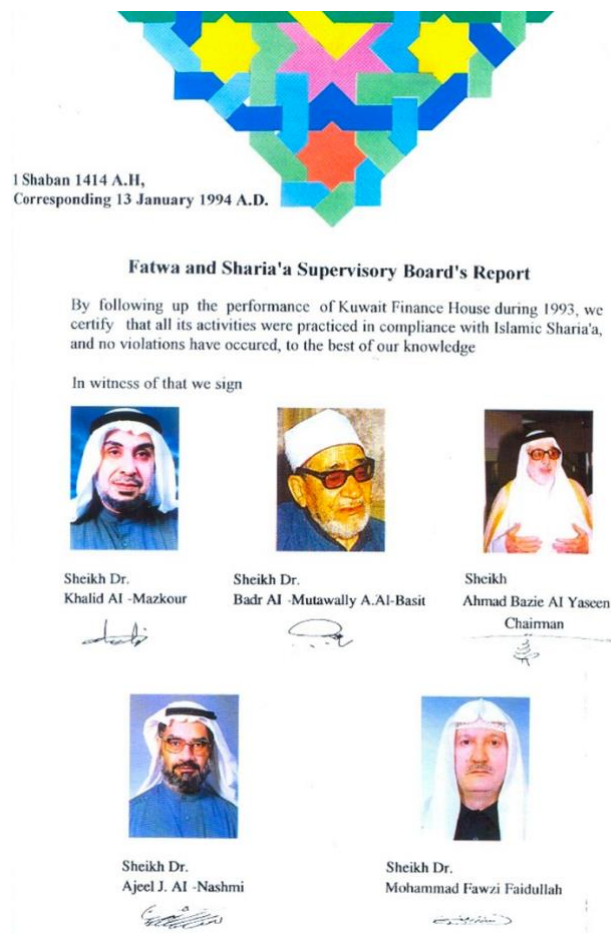 1 Shaban 1414 A.H,
Corresponding 13 January 1994 A.D.
Fatwa and Sharia'a Supervisory Board's Report
By following up the performance of Kuwait Finance House during 1993, we
certify that all its activities were practiced in compliance with Islamic Sharia'a,
and no violations have occured, to the best of our knowledge
In witness of that we sign
Sheikh Dr.
Khalid AI -Mazkour
Sheikh Dr.
Badr AI -Mutawally A.Al-Basit
Sheikh
Ahmad Bazie AI Yaseen
Chairman
Sheikh Dr.
Ajeel J. AI -Nashmi
Sheikh Dr.
Mohammad Fawzi Faidullah